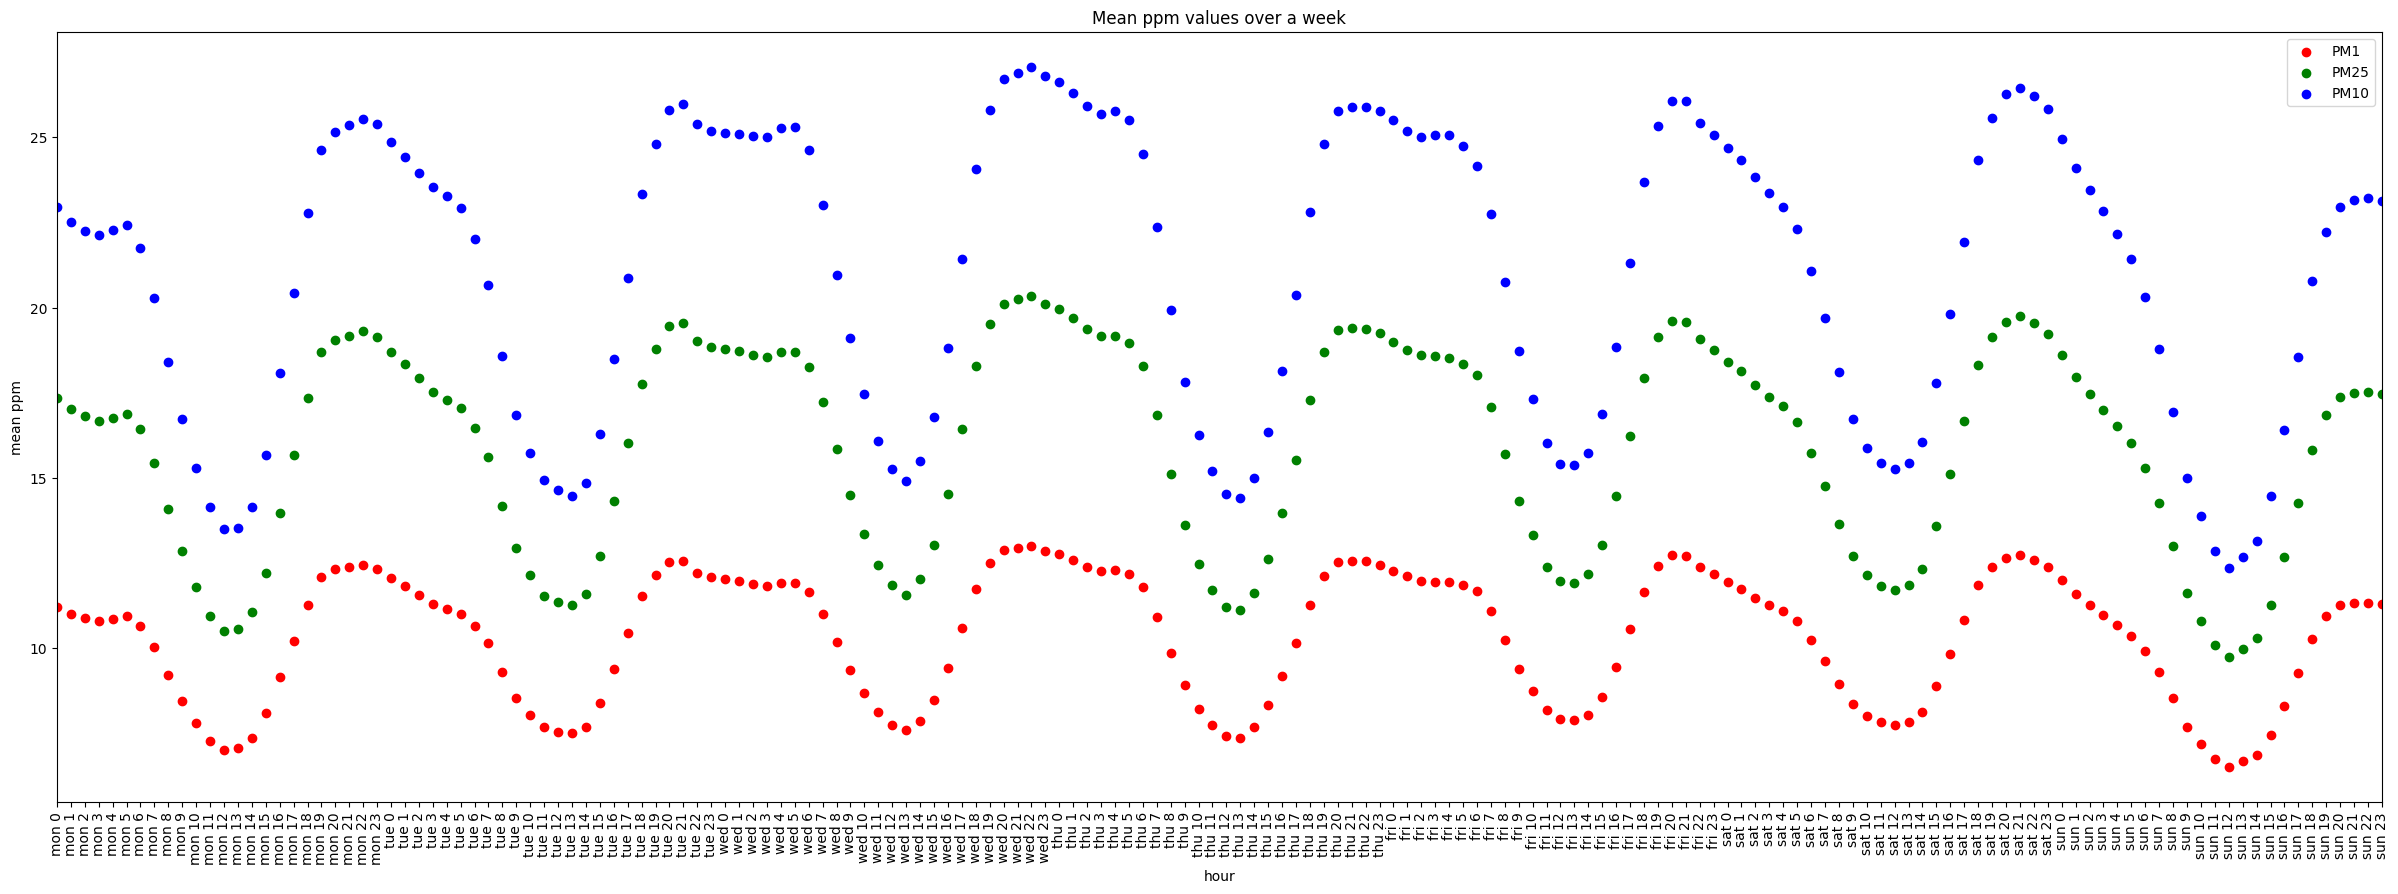 Mean ppm values over a week
PM1
PM25
PM10
mean ppm
25
20
15
10
mon 0
mon 1
mon 2
mon 3
mon 4
mon 5
mon 6
mon 7
mon 8
mon 9
mon 10
mon 11
mon 12
mon 13
mon 14
mon 15
mon 16
mon 17
mon 18
mon 19
mon 20
mon 21
mon 22
mon 23
tue 0
tue 1
tue 2
tue 3
tue 4
tue 5
tue 6
tue 7
tue 8
tue 9
tue 10
tue 11
tue 12
tue 13
tue 14
tue 15
tue 16
tue 17
tue 18
tue 19
tue 20
tue 21
tue 22
tue 23
wed 0
wed 1
wed 2
wed 3
wed 4
wed 5
wed 6
wed 7
wed 8
wed 9
wed 10
wed 11
wed 12
wed 13
wed 14
wed 15
wed 16
wed 17
wed 18
wed 19
wed 20
wed 21
wed 22
wed 23
thu 0
thu 1
thu 2
thu 3
thu 4
thu 5
thu 6
thu 7
thu 8
thu 9
thu 10
thu 11
thu 12
thu 13
thu 14
thu 15
thu 16
thu 17
thu 18
thu 19
thu 20
thu 21
thu 22
thu 23
fri 0
fri 1
fri 2
fri 3
fri 4
fri 5
fri 6
fri 7
fri 8
fri 9
fri 10
fri 11
fri 12
fri 13
fri 14
fri 15
fri 16
fri 17
fri 18
fri 19
fri 20
fri 21
fri 22
fri 23
sat 0
sat 1
sat 2
sat 3
sat 4
sat 5
sat 6
sat 7
sat 8
sat 9
sat 10
sat 11
sat 12
sat 13
sat 14
sat 15
sat 16
sat 17
sat 18
sat 19
sat 20
sat 21
sat 22
sat 23
sun 0
sun 1
sun 2
sun 3
sun 4
sun 5
sun 6
sun 7
sun 8
sun 9
sun 10
sun 11
sun 12
sun 13
sun 14
sun 15
sun 16
sun 17
sun 18
sun 19
sun 20
sun 21
sun 22
sun 23
hour